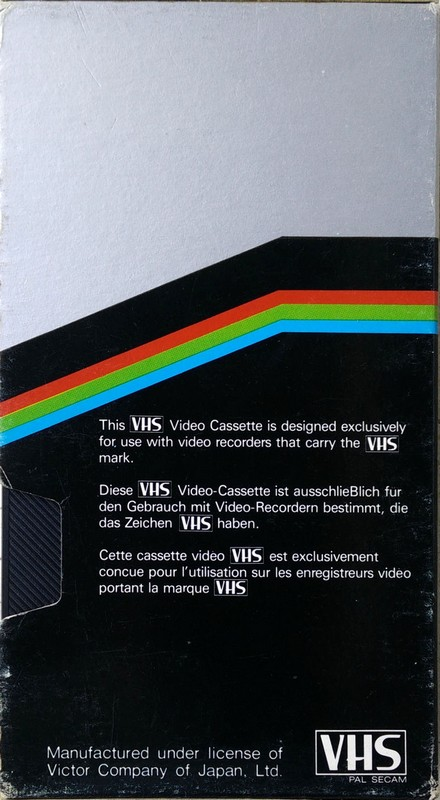 This VHS Video Cassette is designed exclusively
for use with video recorders that carry the VHS
mark.
Diese VHS Video-Cassette ist ausschlieBlich fur
den Gebrauch mit Video-Recordern bestimmt, die
das Zeichen VHS haben.
Cette cassette video VHS est exclusivement
concue pour l'utilisation sur les enregistreurs video
portant la marque VHS
Manufactured under license of
Victor Company of Japan, Ltd.
VHS
PAL SECAM